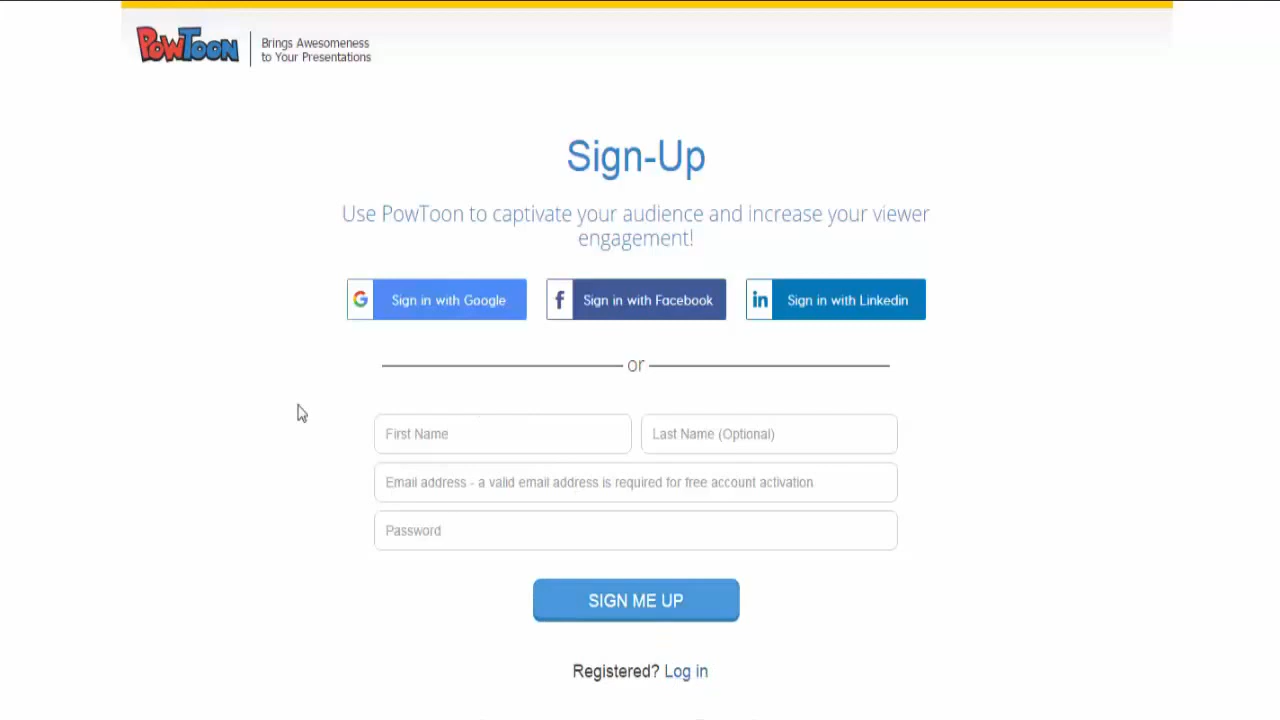 PowToon
Brings Awesomeness
to Your Presentations
Sign-Up
Use PowToon to captivate your audience and increase your viewer
engagement!
Sign in with Google
f Sign in with Facebook
in Sign in with Linkedin
or
First Name
Last Name (Optional)
Email address - a valid email address is required for free account activation
Password
SIGN ME UP
Registered? Log in